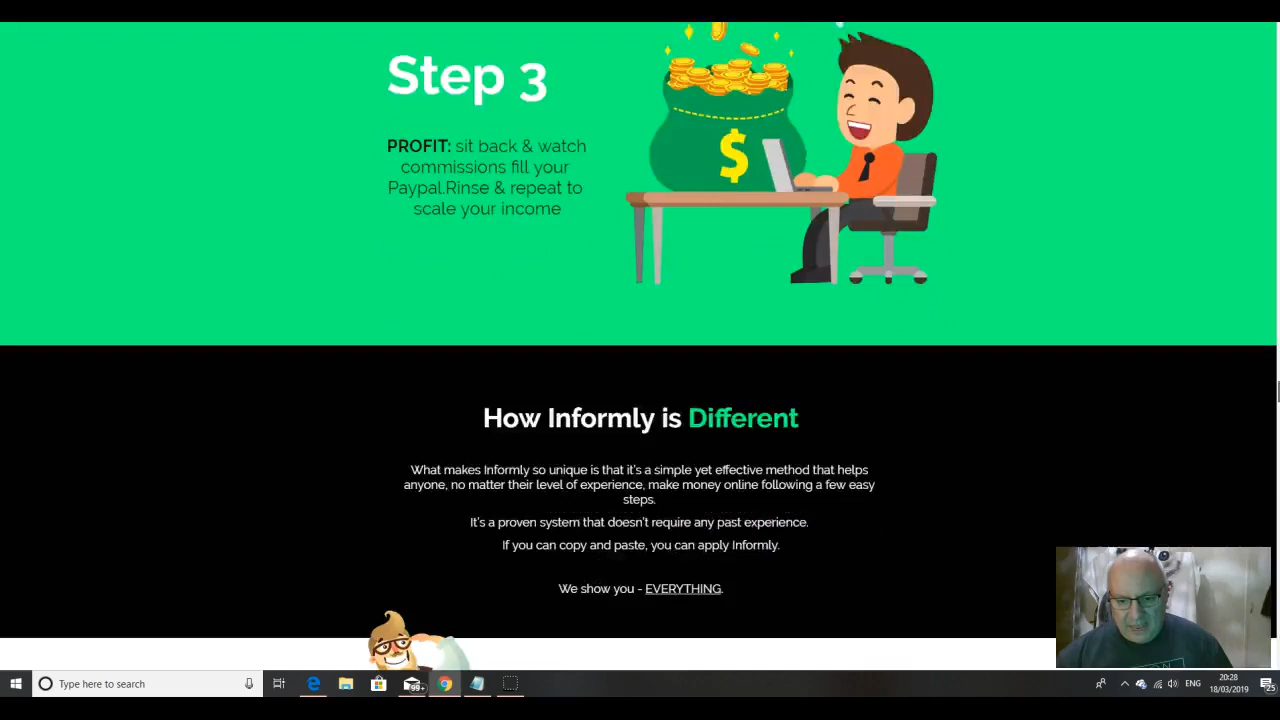 Step 3
PROFIT: sit back & watch
commissions fill your
Paypal.Rinse & repeat to
scale your income
$
How Informly is Different
What makes Informly so unique is that it's a simple yet effective method that helps
anyone, no matter their level of experience, make money online following a few easy
steps.
It's a proven system that doesn't require any past experience.
If you can copy and paste, you can apply Informly.
We show you - EVERYTHING.
Type here to search
99+
ENG
20:28
18/03/2019
25